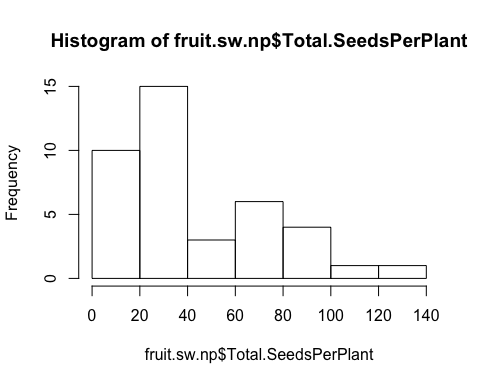 Histogram of fruit.sw.np$Total.SeedsPerPlant
Frequency
15
10
5
0
0 20 40 60 80 100 120 140
fruit.sw.np$Total.SeedsPerPlant